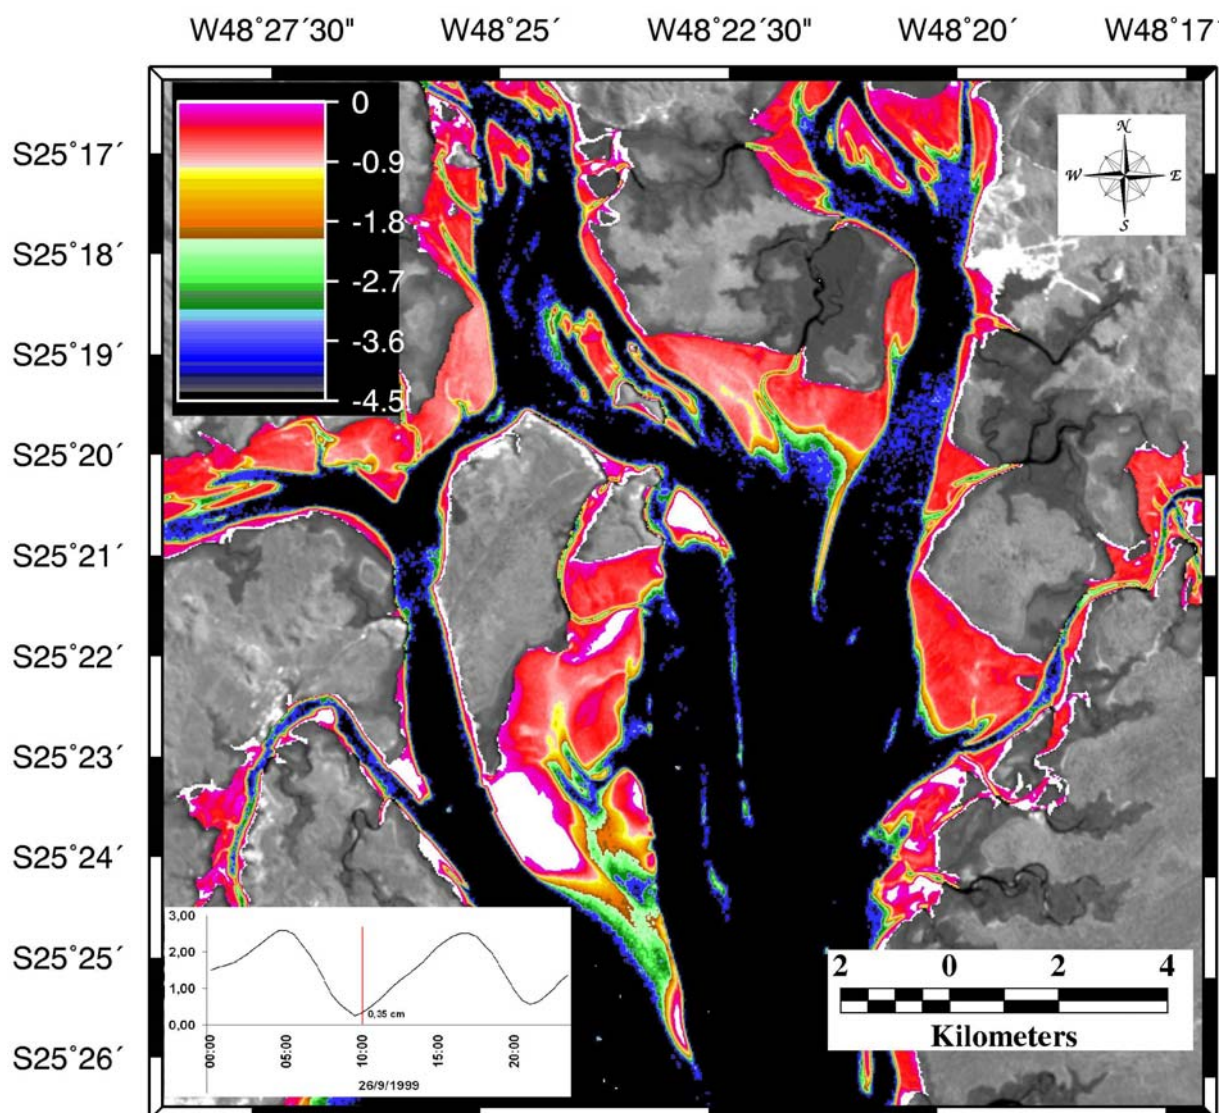 W48°27´30" W48°25´ W48°22´30" W48°20´ W48°17´
S25°17´
S25°18´
S25°19´
S25°20´
S25°21´
S25°22´
S25°23´
S25°24´
S25°25´
S25°26´
0
-0.9
-1.8
-2.7
-3.6
-4.5
N
W E
S
3,00
2,00
1,00
0,00
0,35 cm
00:00 05:00 10:00 15:00 20:00
26/9/1999
2 0 2 4
Kilometers